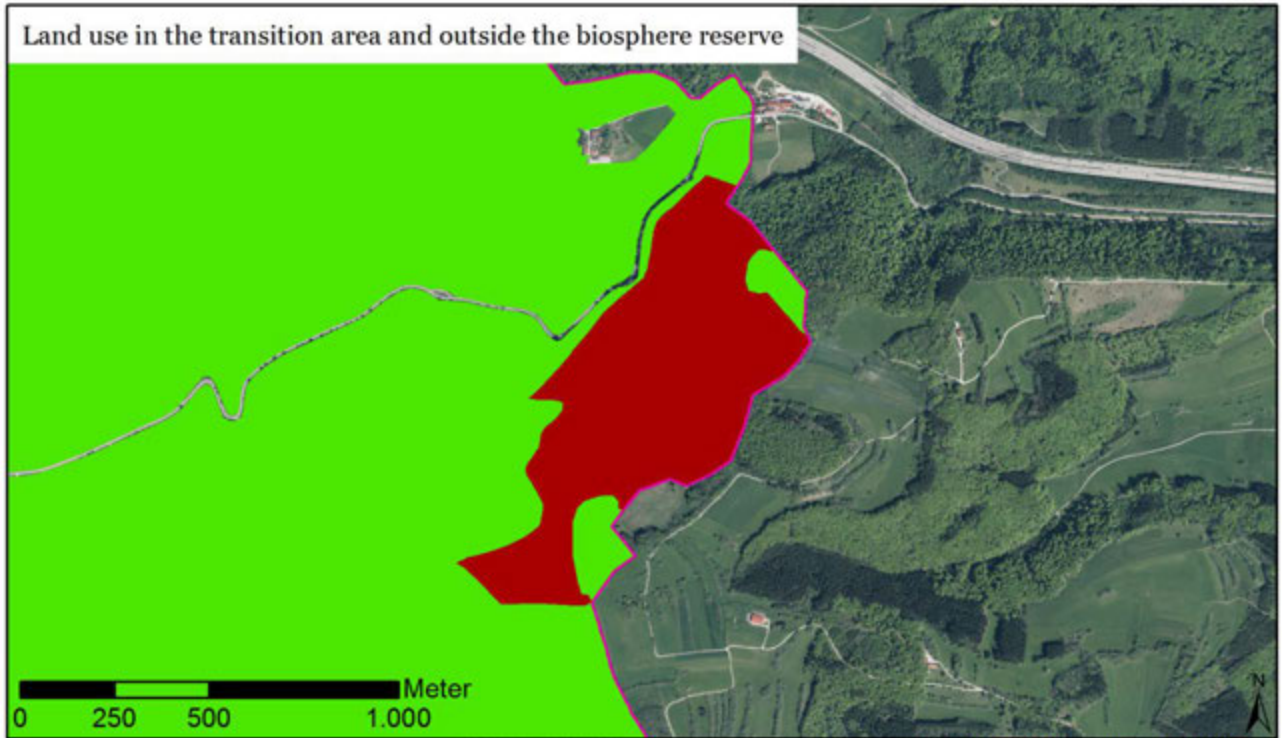 Land use in the transition area and outside the biosphere reserve
Meter
0 250 500 1.000
N